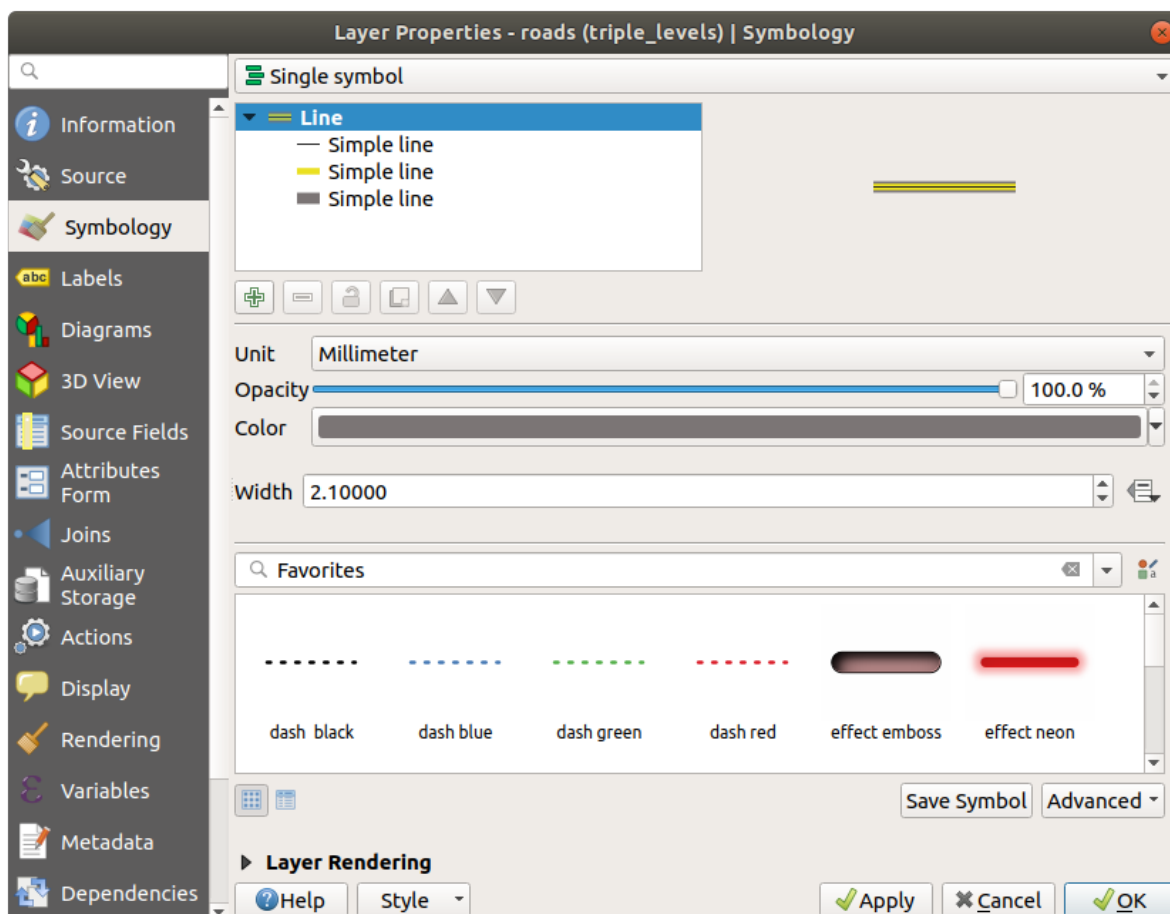 Layer Properties - roads (triple_levels) | Symbology
Information
Source
Symbology
abc Labels
Diagrams
3D View
Source Fields
Attributes
Form
Joins
Auxiliary
Storage
Actions
Display
Rendering
Variables
Metadata
Dependencies
Single symbol
Line
Simple line
Simple line
Simple line
Unit Millimeter
Opacity 100.0 %
Color
Width 2.10000
Favorites
dash black dash blue dash green dash red effect emboss effect neon
Save Symbol Advanced
Layer Rendering
Help Style Apply Cancel OK